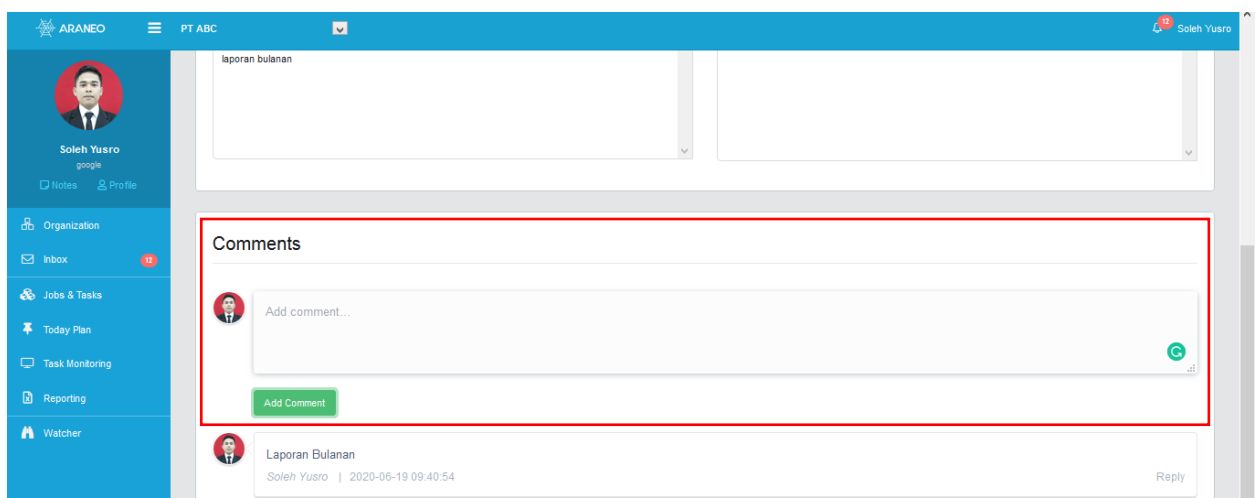 ARANEO
PT ABC
12
Soleh Yusro
laporan bulanan
Soleh Yusro
google
Notes Profile
Organization
Inbox 12
Jobs & Tasks
Today Plan
Task Monitoring
Reporting
Watcher
Comments
Add comment...
Add Comment
Laporan Bulanan
Soleh Yusro | 2020-06-19 09:40:54
Reply